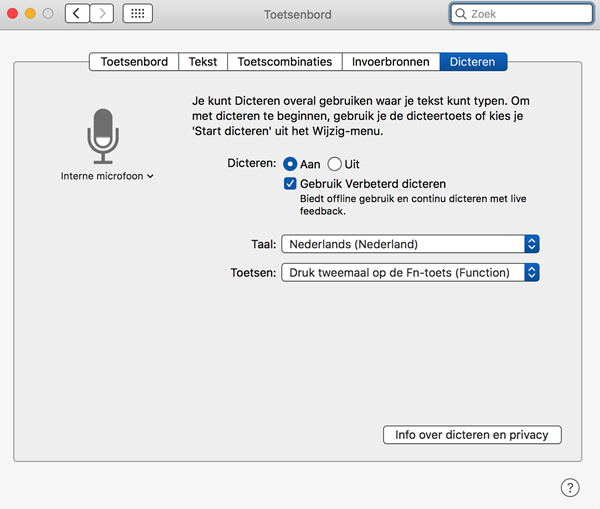 Toetsenbord
Zoek
Toetsenbord Tekst Toetscombinaties Invoerbronnen Dicteren
Je kunt Dicteren overal gebruiken waar je tekst kunt typen. Om
met dicteren te beginnen, gebruik je de dicteertoets of kies je
'Start dicteren' uit het Wijzig-menu.
Interne microfoon
Dicteren: Aan Uit
Gebruik Verbeterd dicteren
Biedt offline gebruik en continu dicteren met live
feedback.
Taal: Nederlands (Nederland)
Toetsen: Druk tweemaal op de Fn-toets (Function)
Info over dicteren en privacy
?